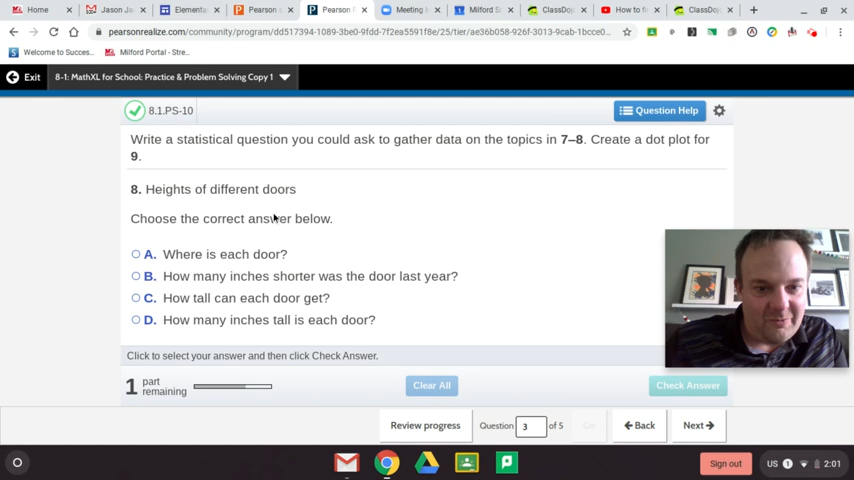 Home
Jason Ja
Elementa
Pearson
Pearson R
Meeting i
Milford S
ClassDoj
How to fi
ClassDoj
pearsonrealize.com/community/program/dd517394-1089-3be0-9fdd-7f2ea5591f8e/25/tier/ae36b058-926f-3013-9cab-1bcce0...
Welcome to Succes...
Milford Portal - Stre...
Exit
8-1: MathXL for School: Practice & Problem Solving Copy 1
8.1.PS-10
Question Help
Write a statistical question you could ask to gather data on the topics in 7–8. Create a dot plot for
9.
8. Heights of different doors
Choose the correct answer below.
A. Where is each door?
B. How many inches shorter was the door last year?
C. How tall can each door get?
D. How many inches tall is each door?
Click to select your answer and then click Check Answer.
1 part
remaining
Clear All
Check Answer
Review progress
Question 3 of 5
Go
Back
Next
Sign out
US 1 2:01